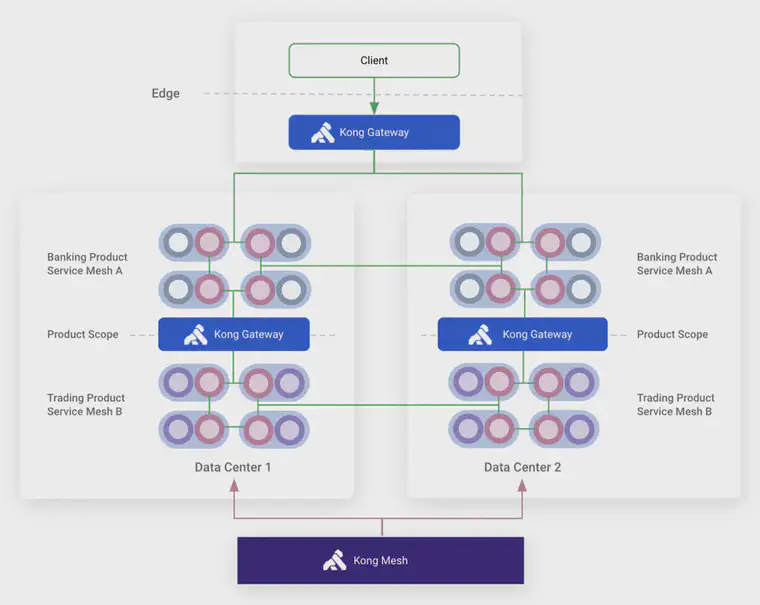 Client
Edge
Kong Gateway
Banking Product
Service Mesh A
Banking Product
Service Mesh A
Product Scope
Kong Gateway
Kong Gateway
Product Scope
Trading Product
Service Mesh B
Trading Product
Service Mesh B
Data Center 1
Data Center 2
Kong Mesh